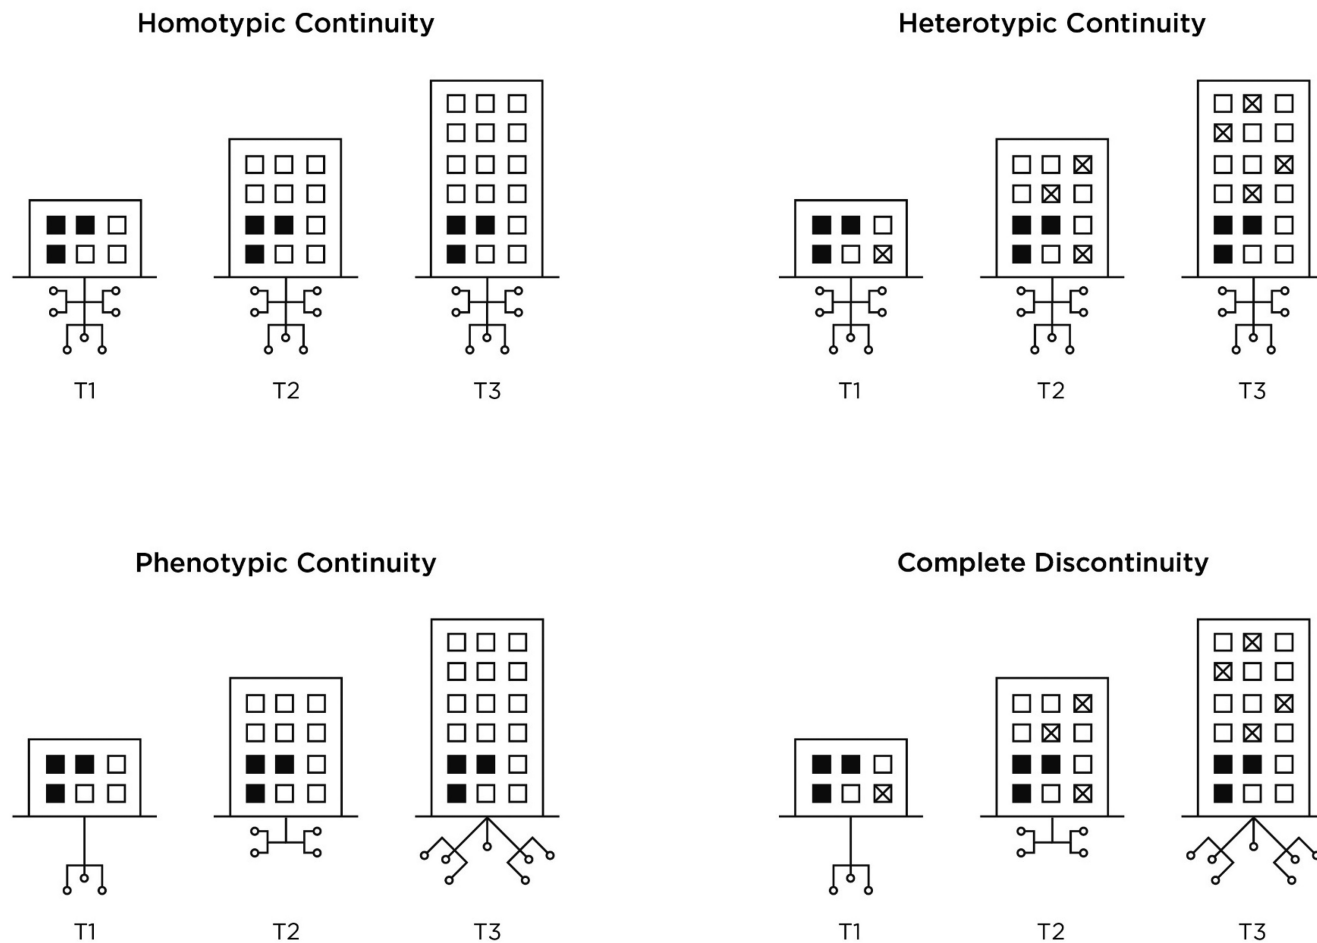 Homotypic Continuity
Heterotypic Continuity
T1
T2
T3
T1
T2
T3
Phenotypic Continuity
Complete Discontinuity
T1
T2
T3
T1
T2
T3